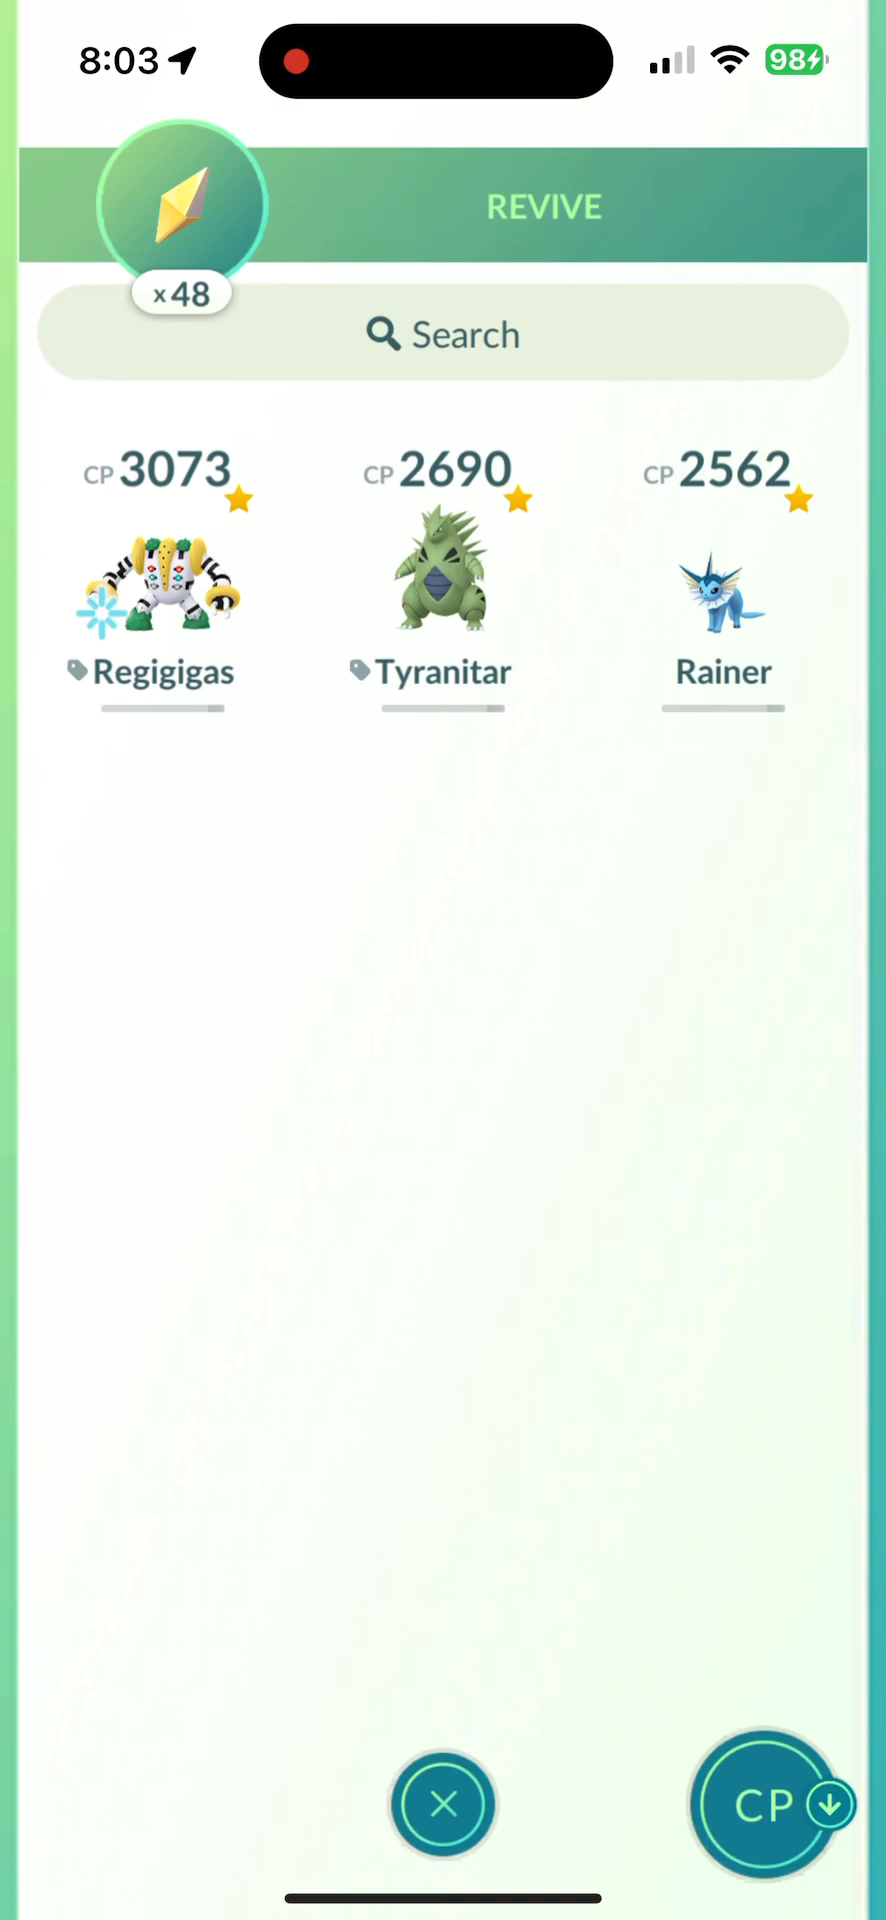 8:03
98
REVIVE
x48
Search
CP 3073
CP 2690
CP 2562
Regigigas
Tyranitar
Rainer
CP